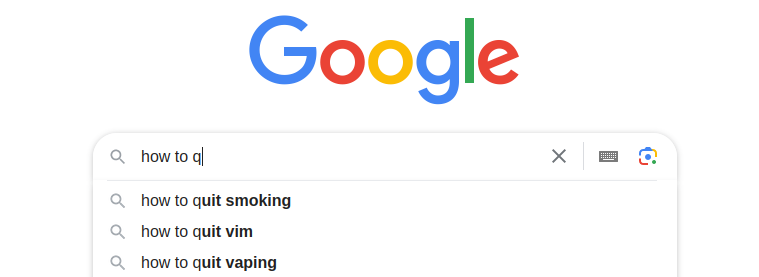 Google
how to q
how to quit smoking
how to quit vim
how to quit vaping